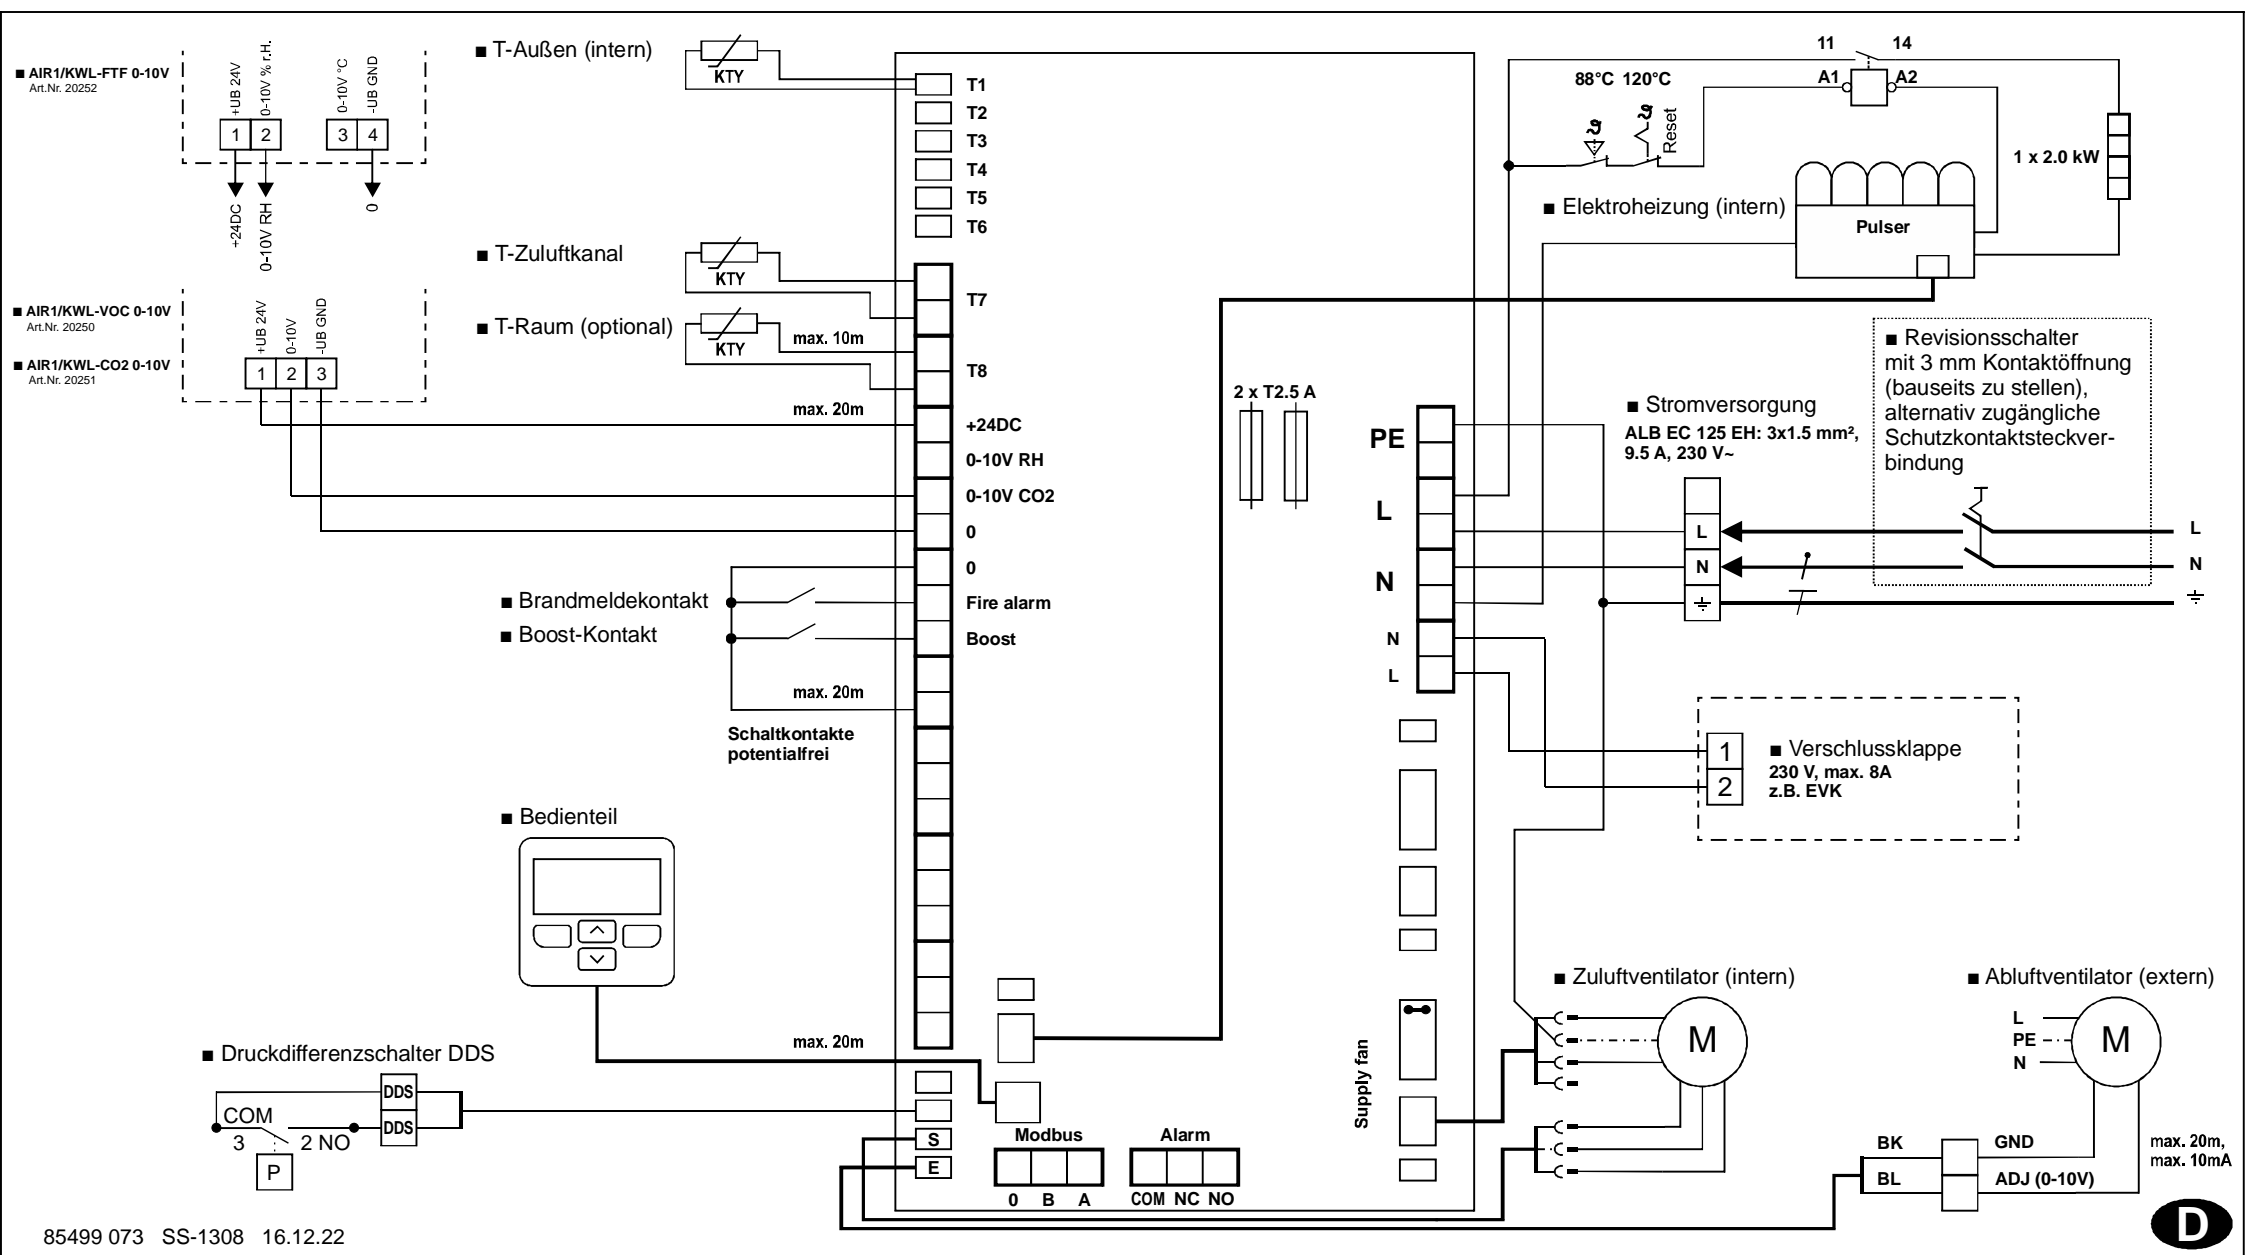 ■ AIR1/KWL-FTF 0-10V
Art.Nr. 20252
+UB 24V
0-10V % r.H.
0-10V °C
-UB GND
1
2
3
4
+24DC
0-10V RH
0
■ AIR1/KWL-VOC 0-10V
Art.Nr. 20250
■ AIR1/KWL-CO2 0-10V
Art.Nr. 20251
+UB 24V
0-10V
-UB GND
1
2
3
■ T-Außen (intern)
KTY
■ T-Zuluftkanal
KTY
■ T-Raum (optional)
KTY
max. 10m
max. 20m
T1
T2
T3
T4
T5
T6
T7
T8
+24DC
0-10V RH
0-10V CO2
0
0
Fire alarm
Boost
■ Brandmeldekontakt
■ Boost-Kontakt
max. 20m
Schaltkontakte
potentialfrei
■ Bedienteil
max. 20m
■ Druckdifferenzschalter DDS
DDS
DDS
COM
3
2 NO
P
S
E
Modbus
0 B A
Alarm
COM NC NO
2 x T2.5 A
PE
L
N
N
L
Supply fan
11
14
A1
A2
88°C 120°C
ϑ
ϑ
Reset
1 x 2.0 kW
■ Elektroheizung (intern)
Pulser
■ Stromversorgung
ALB EC 125 EH: 3x1.5 mm²,
9.5 A, 230 V~
L
N
■ Revisionsschalter
mit 3 mm Kontaktöffnung
(bauseits zu stellen),
alternativ zugängliche
Schutzkontaktsteckver-
bindung
L
N
1
2
■ Verschlussklappe
230 V, max. 8A
z.B. EVK
■ Zuluftventilator (intern)
M
■ Abluftventilator (extern)
L
PE
N
M
BK
BL
GND
ADJ (0-10V)
max. 20m,
max. 10mA
85499 073 SS-1308 16.12.22
D